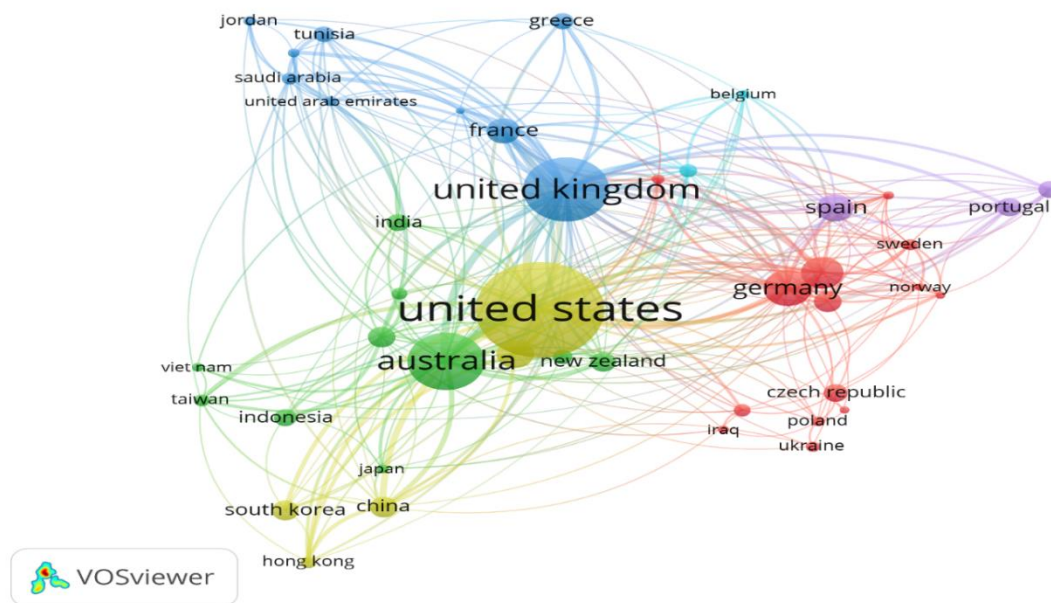 jordan
tunisia
greece
saudi arabia
united arab emirates
belgium
france
united kingdom
india
spain
portugal
sweden
germany
norway
united states
australia
new zealand
viet nam
taiwan
indonesia
czech republic
poland
iraq
ukraine
japan
south korea
china
hong kong
VOSviewer